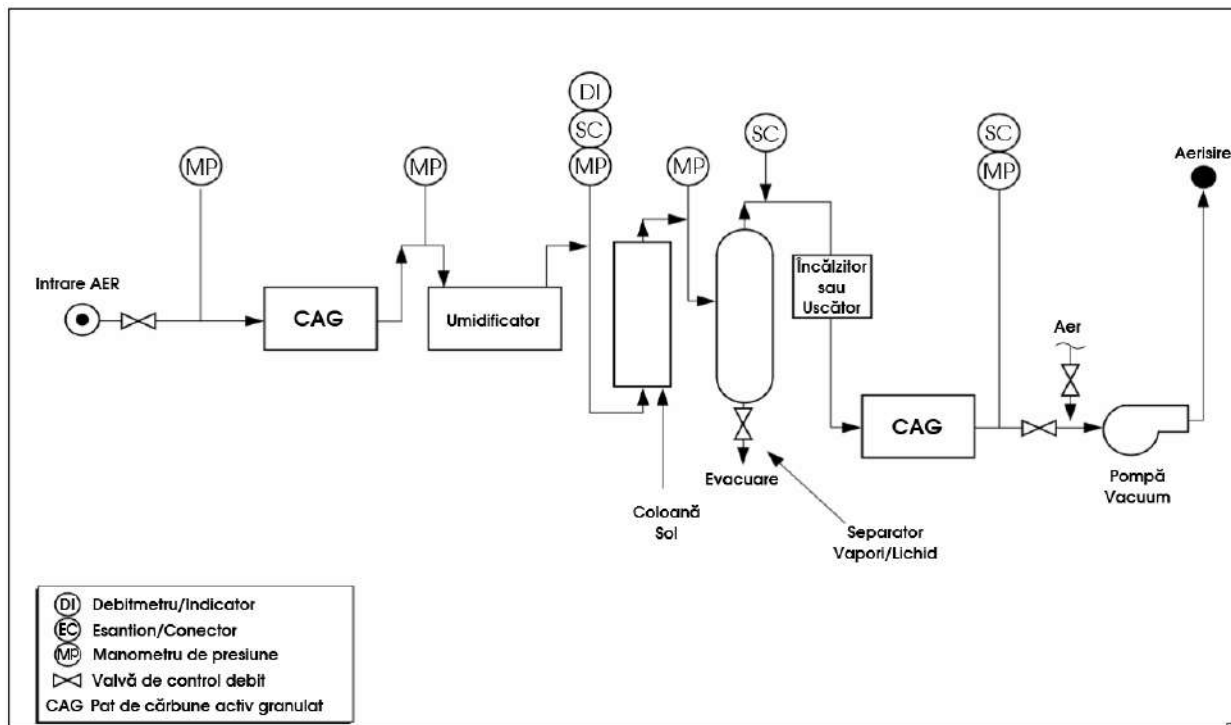 DI
SC
MP
MP
MP
MP
SC
SC
MP
Aerisire
Intrare AER
CAG
Umidificator
Încălzitor
sau
Uscător
Aer
CAG
Evacuare
Pompă
Vacuum
Coloană
Sol
Separator
Vapori/Lichid
DI Debitmetru/Indicator
EC Esantion/Conector
MP Manometru de presiune
Valvă de control debit
CAG Pat de cărbune activ granulat